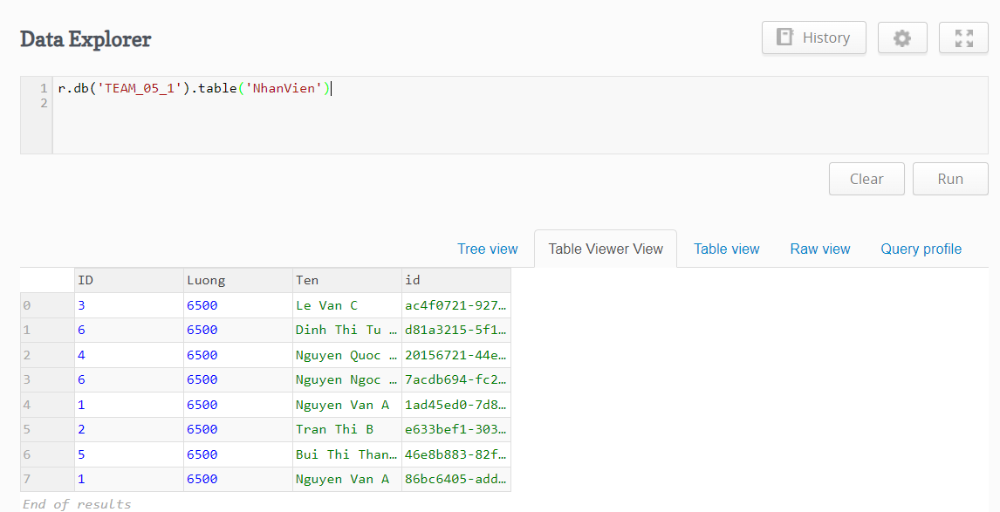 Data Explorer
History
1 r.db('TEAM_05_1').table('NhanVien')
2
Clear Run
Tree view Table Viewer View Table view Raw view Query profile
ID Luong Ten id
0 3 6500 Le Van C ac4f0721-927…
1 6 6500 Dinh Thi Tu … d81a3215-5f1…
2 4 6500 Nguyen Quoc … 20156721-44e…
3 6 6500 Nguyen Ngoc … 7acdb694-fc2…
4 1 6500 Nguyen Van A 1ad45ed0-7d8…
5 2 6500 Tran Thi B e633bef1-303…
6 5 6500 Bui Thi Than… 46e8b883-82f…
7 1 6500 Nguyen Van A 86bc6405-add…
End of results